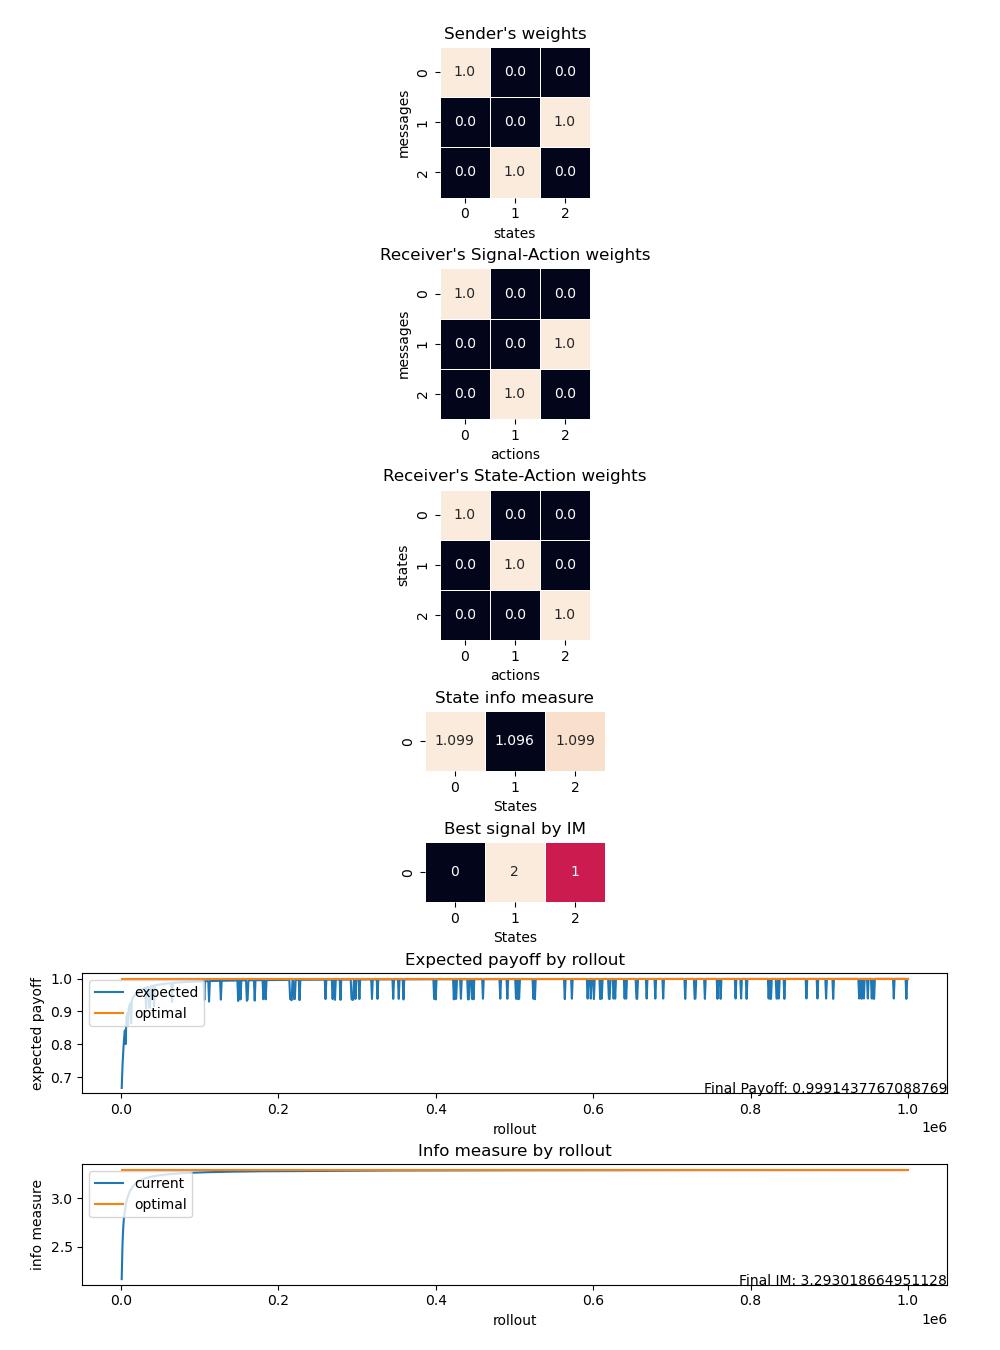 Sender's weights
messages
0 1.0 0.0 0.0
1 0.0 0.0 1.0
2 0.0 1.0 0.0
0 1 2
states
Receiver's Signal-Action weights
messages
0 1.0 0.0 0.0
1 0.0 0.0 1.0
2 0.0 1.0 0.0
0 1 2
actions
Receiver's State-Action weights
states
0 1.0 0.0 0.0
1 0.0 1.0 0.0
2 0.0 0.0 1.0
0 1 2
actions
State info measure
0 1.099 1.096 1.099
0 1 2
States
Best signal by IM
0 0 2 1
0 1 2
States
Expected payoff by rollout
expected payoff
1.0
0.9
0.8
0.7
expected
optimal
Final Payoff: 0.9991437767088769
0.0 0.2 0.4 0.6 0.8 1.0
1e6
rollout
Info measure by rollout
info measure
3.0
2.5
current
optimal
Final IM: 3.293018664951128
0.0 0.2 0.4 0.6 0.8 1.0
1e6
rollout